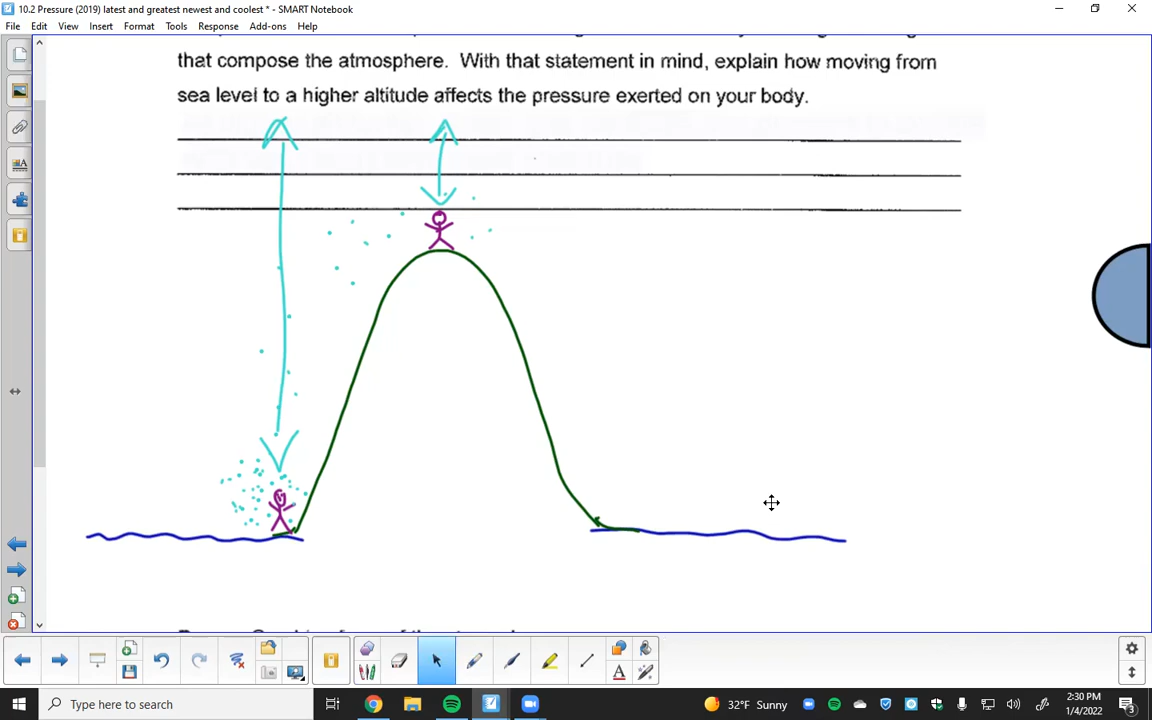 10.2 Pressure (2019) latest and greatest newest and coolest * - SMART Notebook
File Edit View Insert Format Tools Response Add-ons Help
that compose the atmosphere. With that statement in mind, explain how moving from
sea level to a higher altitude affects the pressure exerted on your body.
Type here to search
32°F Sunny
2:30 PM
1/4/2022
3